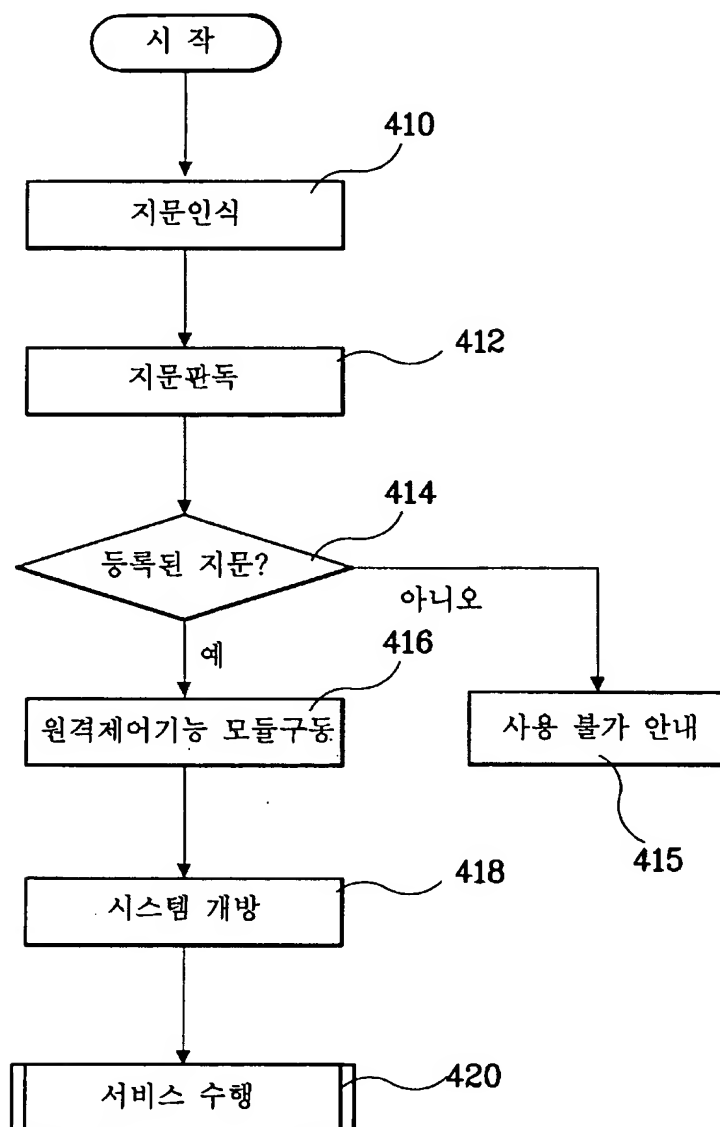 시 작
410
지문인식
412
지문판독
414
등록된 지문?
아니오
예
416
원격제어기능 모듈구동
사용 불가 안내
415
418
시스템 개방
420
서비스 수행